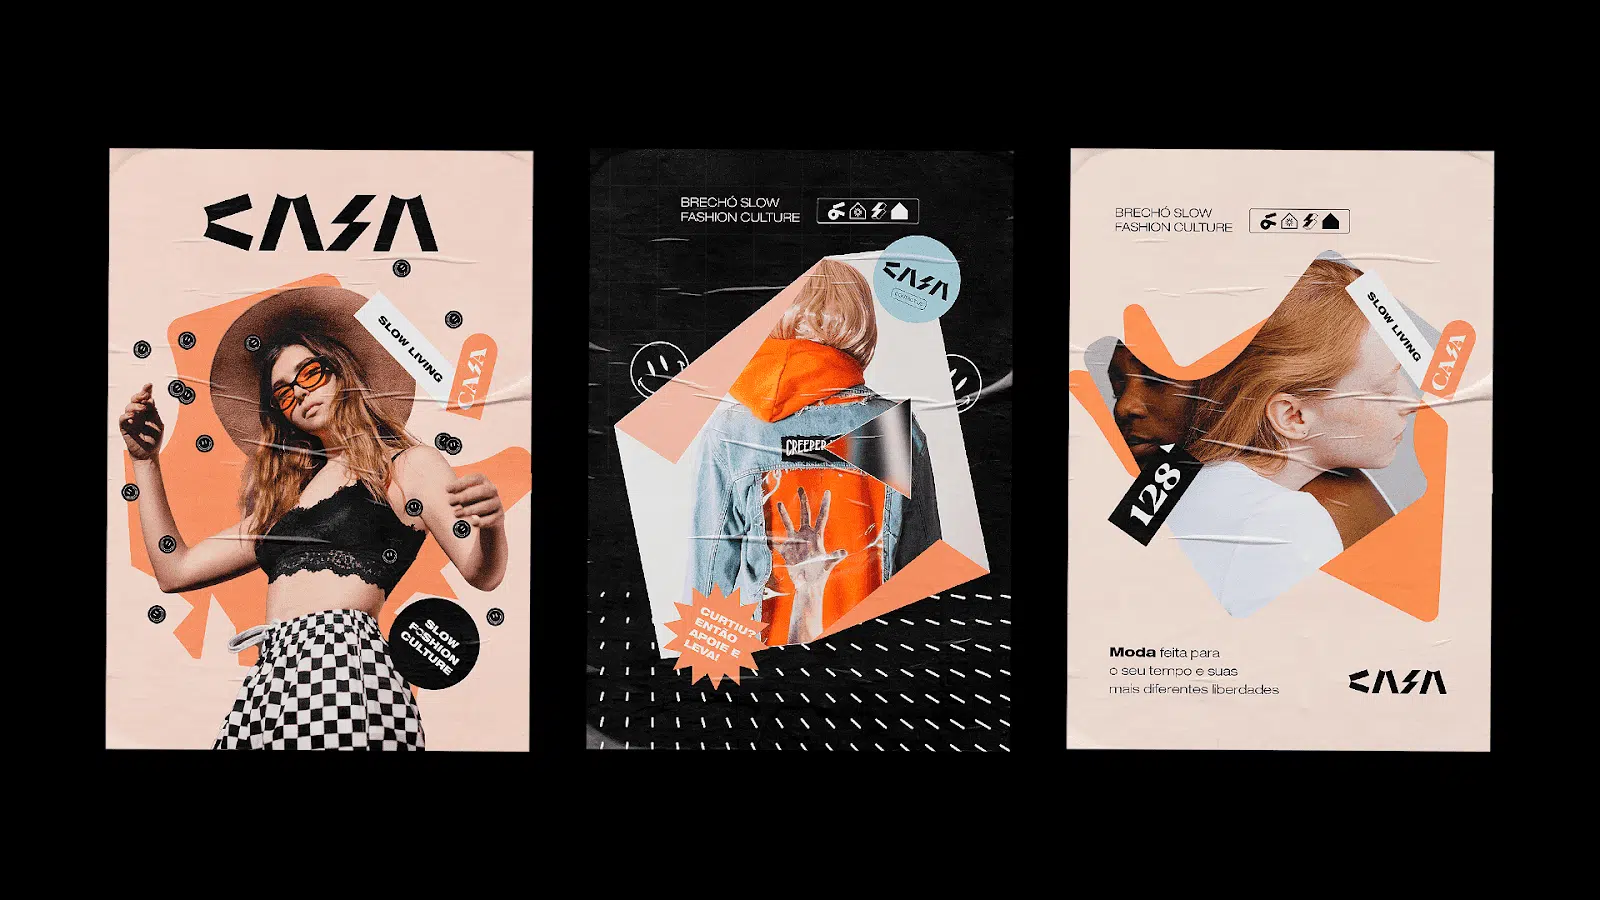 CASA
SLOW LIVING
CASA
SLOW
FASHION
CULTURE
BRECHÓ SLOW
FASHION CULTURE
CASA
CREEPER
CURTIU?
ENTÃO
APOIE E
LEVA!
BRECHÓ SLOW
FASHION CULTURE
SLOW LIVING
CASA
128
Moda feita para
o seu tempo e suas
mais diferentes liberdades
CASA